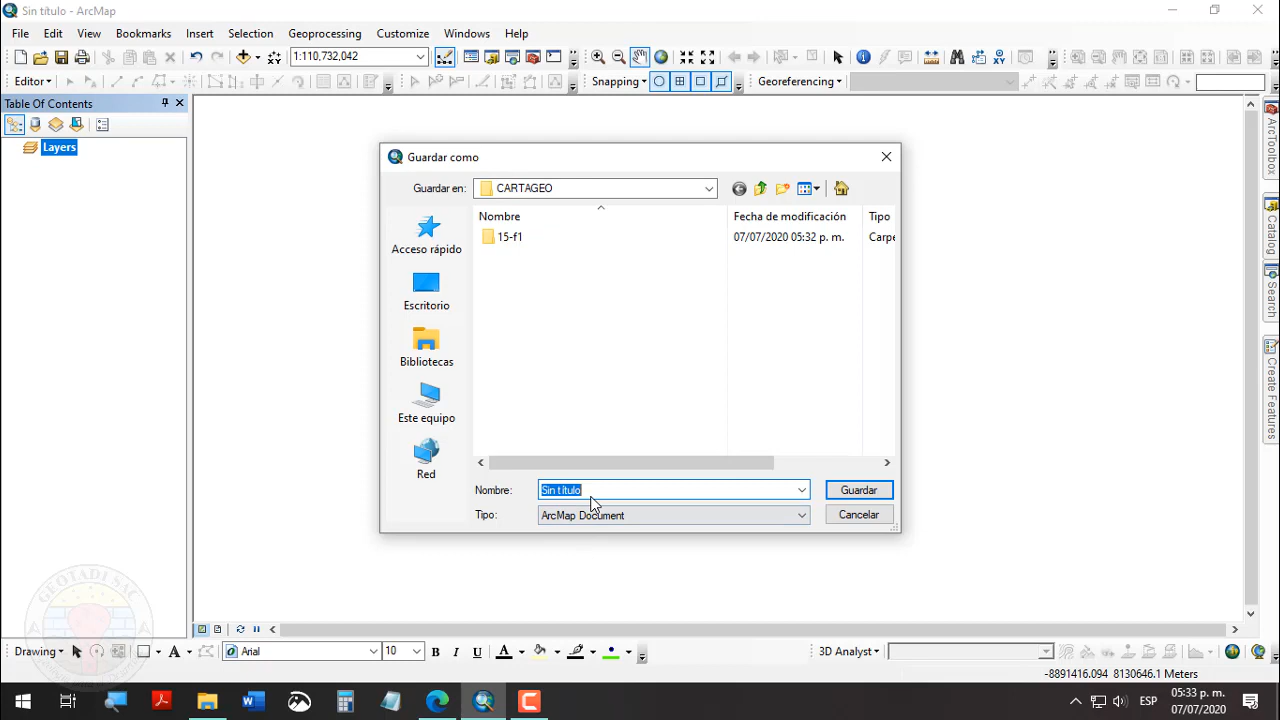 Sin título - ArcMap
File Edit View Bookmarks Insert Selection Geoprocessing Customize Windows Help
1:110,732,042
Editor Snapping Georeferencing
Table Of Contents
Layers
Guardar como
Guardar en: CARTAGEO
Nombre Fecha de modificación Tipo
15-f1 07/07/2020 05:32 p. m. Carpe
Acceso rápido
Escritorio
Bibliotecas
Este equipo
Red
Nombre: Sin título Guardar
Tipo: ArcMap Document Cancelar
ArcToolbox
Catalog
Search
Create Features
GEOTADI SAC
Drawing Arial 10 B I U A 3D Analyst
-8891416.094 8130646.1 Meters
ESP 05:33 p. m.
07/07/2020